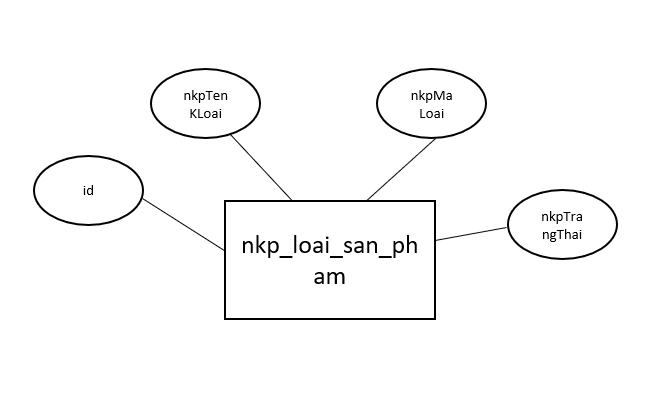 nkpTen
KLoai
nkpMa
Loai
id
nkpTra
ngThai
nkp_loai_san_ph
am